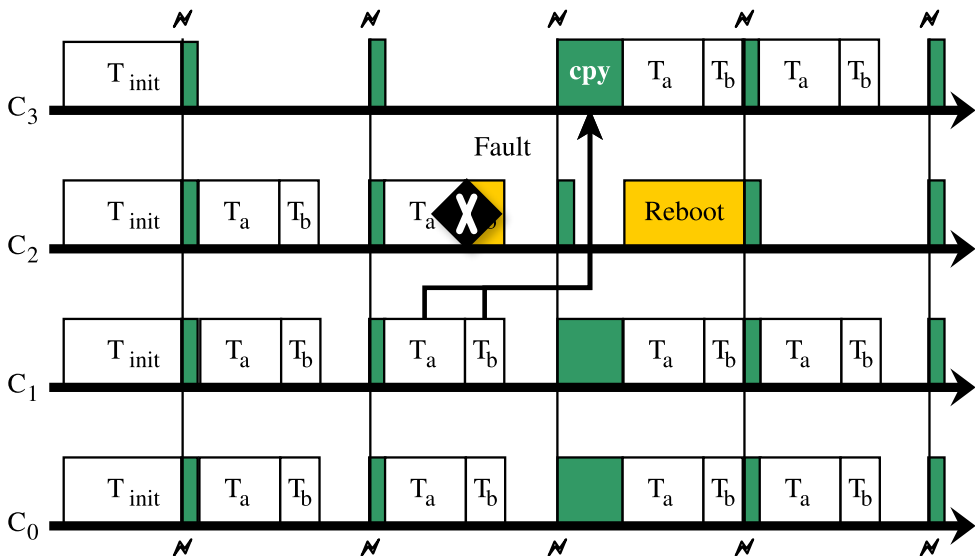 T init cpy Ta Tb Ta Tb
C3
Fault
T init Ta Tb Ta X b Reboot
C2
T init Ta Tb Ta Tb Ta Tb Ta Tb
C1
T init Ta Tb Ta Tb Ta Tb Ta Tb
C0